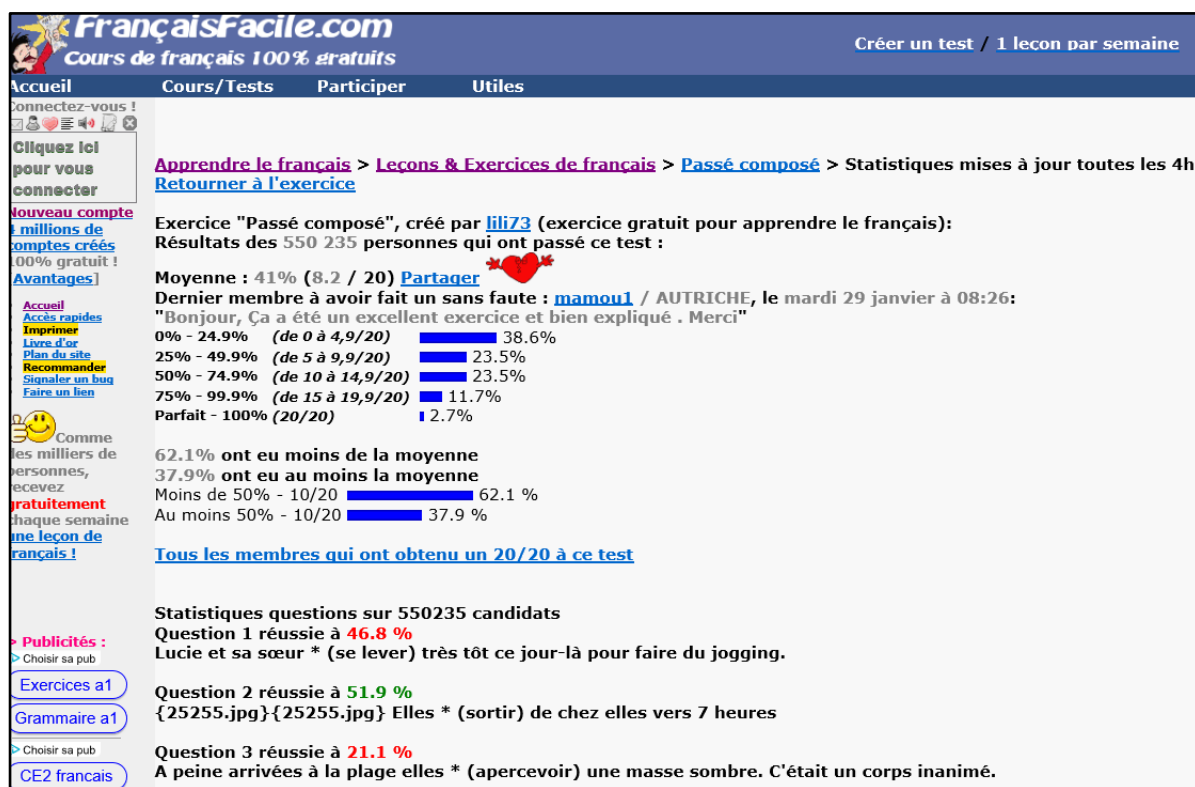 FrançaisFacile.com
Cours de français 100% gratuits
Créer un test / 1 leçon par semaine
Accueil Cours/Tests Participer Utiles
Connectez-vous !
Cliquez ici
pour vous
connecter
Nouveau compte
4 millions de
comptes créés
100% gratuit !
[Avantages]
Accueil
Accès rapides
Imprimer
Livre d'or
Plan du site
Recommander
Signaler un bug
Faire un lien
Comme
des milliers de
personnes,
recevez
gratuitement
chaque semaine
une leçon de
français !
> Publicités :
Choisir sa pub
Exercices a1
Grammaire a1
Choisir sa pub
CE2 francais
Apprendre le français > Leçons & Exercices de français > Passé composé > Statistiques mises à jour toutes les 4h
Retourner à l'exercice
Exercice "Passé composé", créé par lili73 (exercice gratuit pour apprendre le français):
Résultats des 550 235 personnes qui ont passé ce test :
Moyenne : 41% (8.2 / 20) Partager
Dernier membre à avoir fait un sans faute : mamou1 / AUTRICHE, le mardi 29 janvier à 08:26:
"Bonjour, Ça a été un excellent exercice et bien expliqué . Merci"
0% - 24.9% (de 0 à 4,9/20) 38.6%
25% - 49.9% (de 5 à 9,9/20) 23.5%
50% - 74.9% (de 10 à 14,9/20) 23.5%
75% - 99.9% (de 15 à 19,9/20) 11.7%
Parfait - 100% (20/20) 2.7%
62.1% ont eu moins de la moyenne
37.9% ont eu au moins la moyenne
Moins de 50% - 10/20 62.1 %
Au moins 50% - 10/20 37.9 %
Tous les membres qui ont obtenu un 20/20 à ce test
Statistiques questions sur 550235 candidats
Question 1 réussie à 46.8 %
Lucie et sa sœur * (se lever) très tôt ce jour-là pour faire du jogging.
Question 2 réussie à 51.9 %
{25255.jpg}{25255.jpg} Elles * (sortir) de chez elles vers 7 heures
Question 3 réussie à 21.1 %
A peine arrivées à la plage elles * (apercevoir) une masse sombre. C'était un corps inanimé.